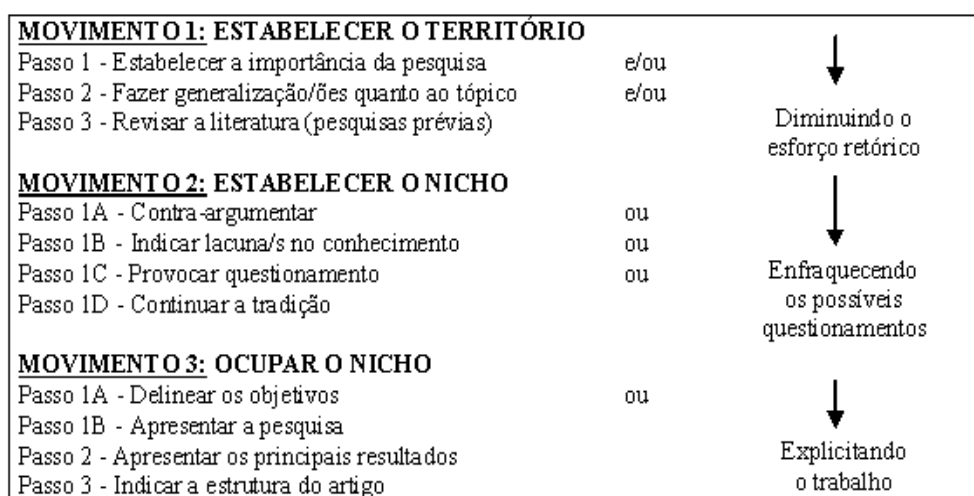 MOVIMENTO 1: ESTABELECER O TERRITÓRIO
Passo 1 - Estabelecer a importância da pesquisa e/ou
Passo 2 - Fazer generalização/ões quanto ao tópico e/ou
Passo 3 - Revisar a literatura (pesquisas prévias)
Diminuindo o
esforço retórico
MOVIMENTO 2: ESTABELECER O NICHO
Passo 1A - Contra-argumentar ou
Passo 1B - Indicar lacuna/s no conhecimento ou
Passo 1C - Provocar questionamento ou
Passo 1D - Continuar a tradição
Enfraquecendo
os possíveis
questionamentos
MOVIMENTO 3: OCUPAR O NICHO
Passo 1A - Delinear os objetivos ou
Passo 1B - Apresentar a pesquisa
Passo 2 - Apresentar os principais resultados
Passo 3 - Indicar a estrutura do artigo
Explicitando
o trabalho